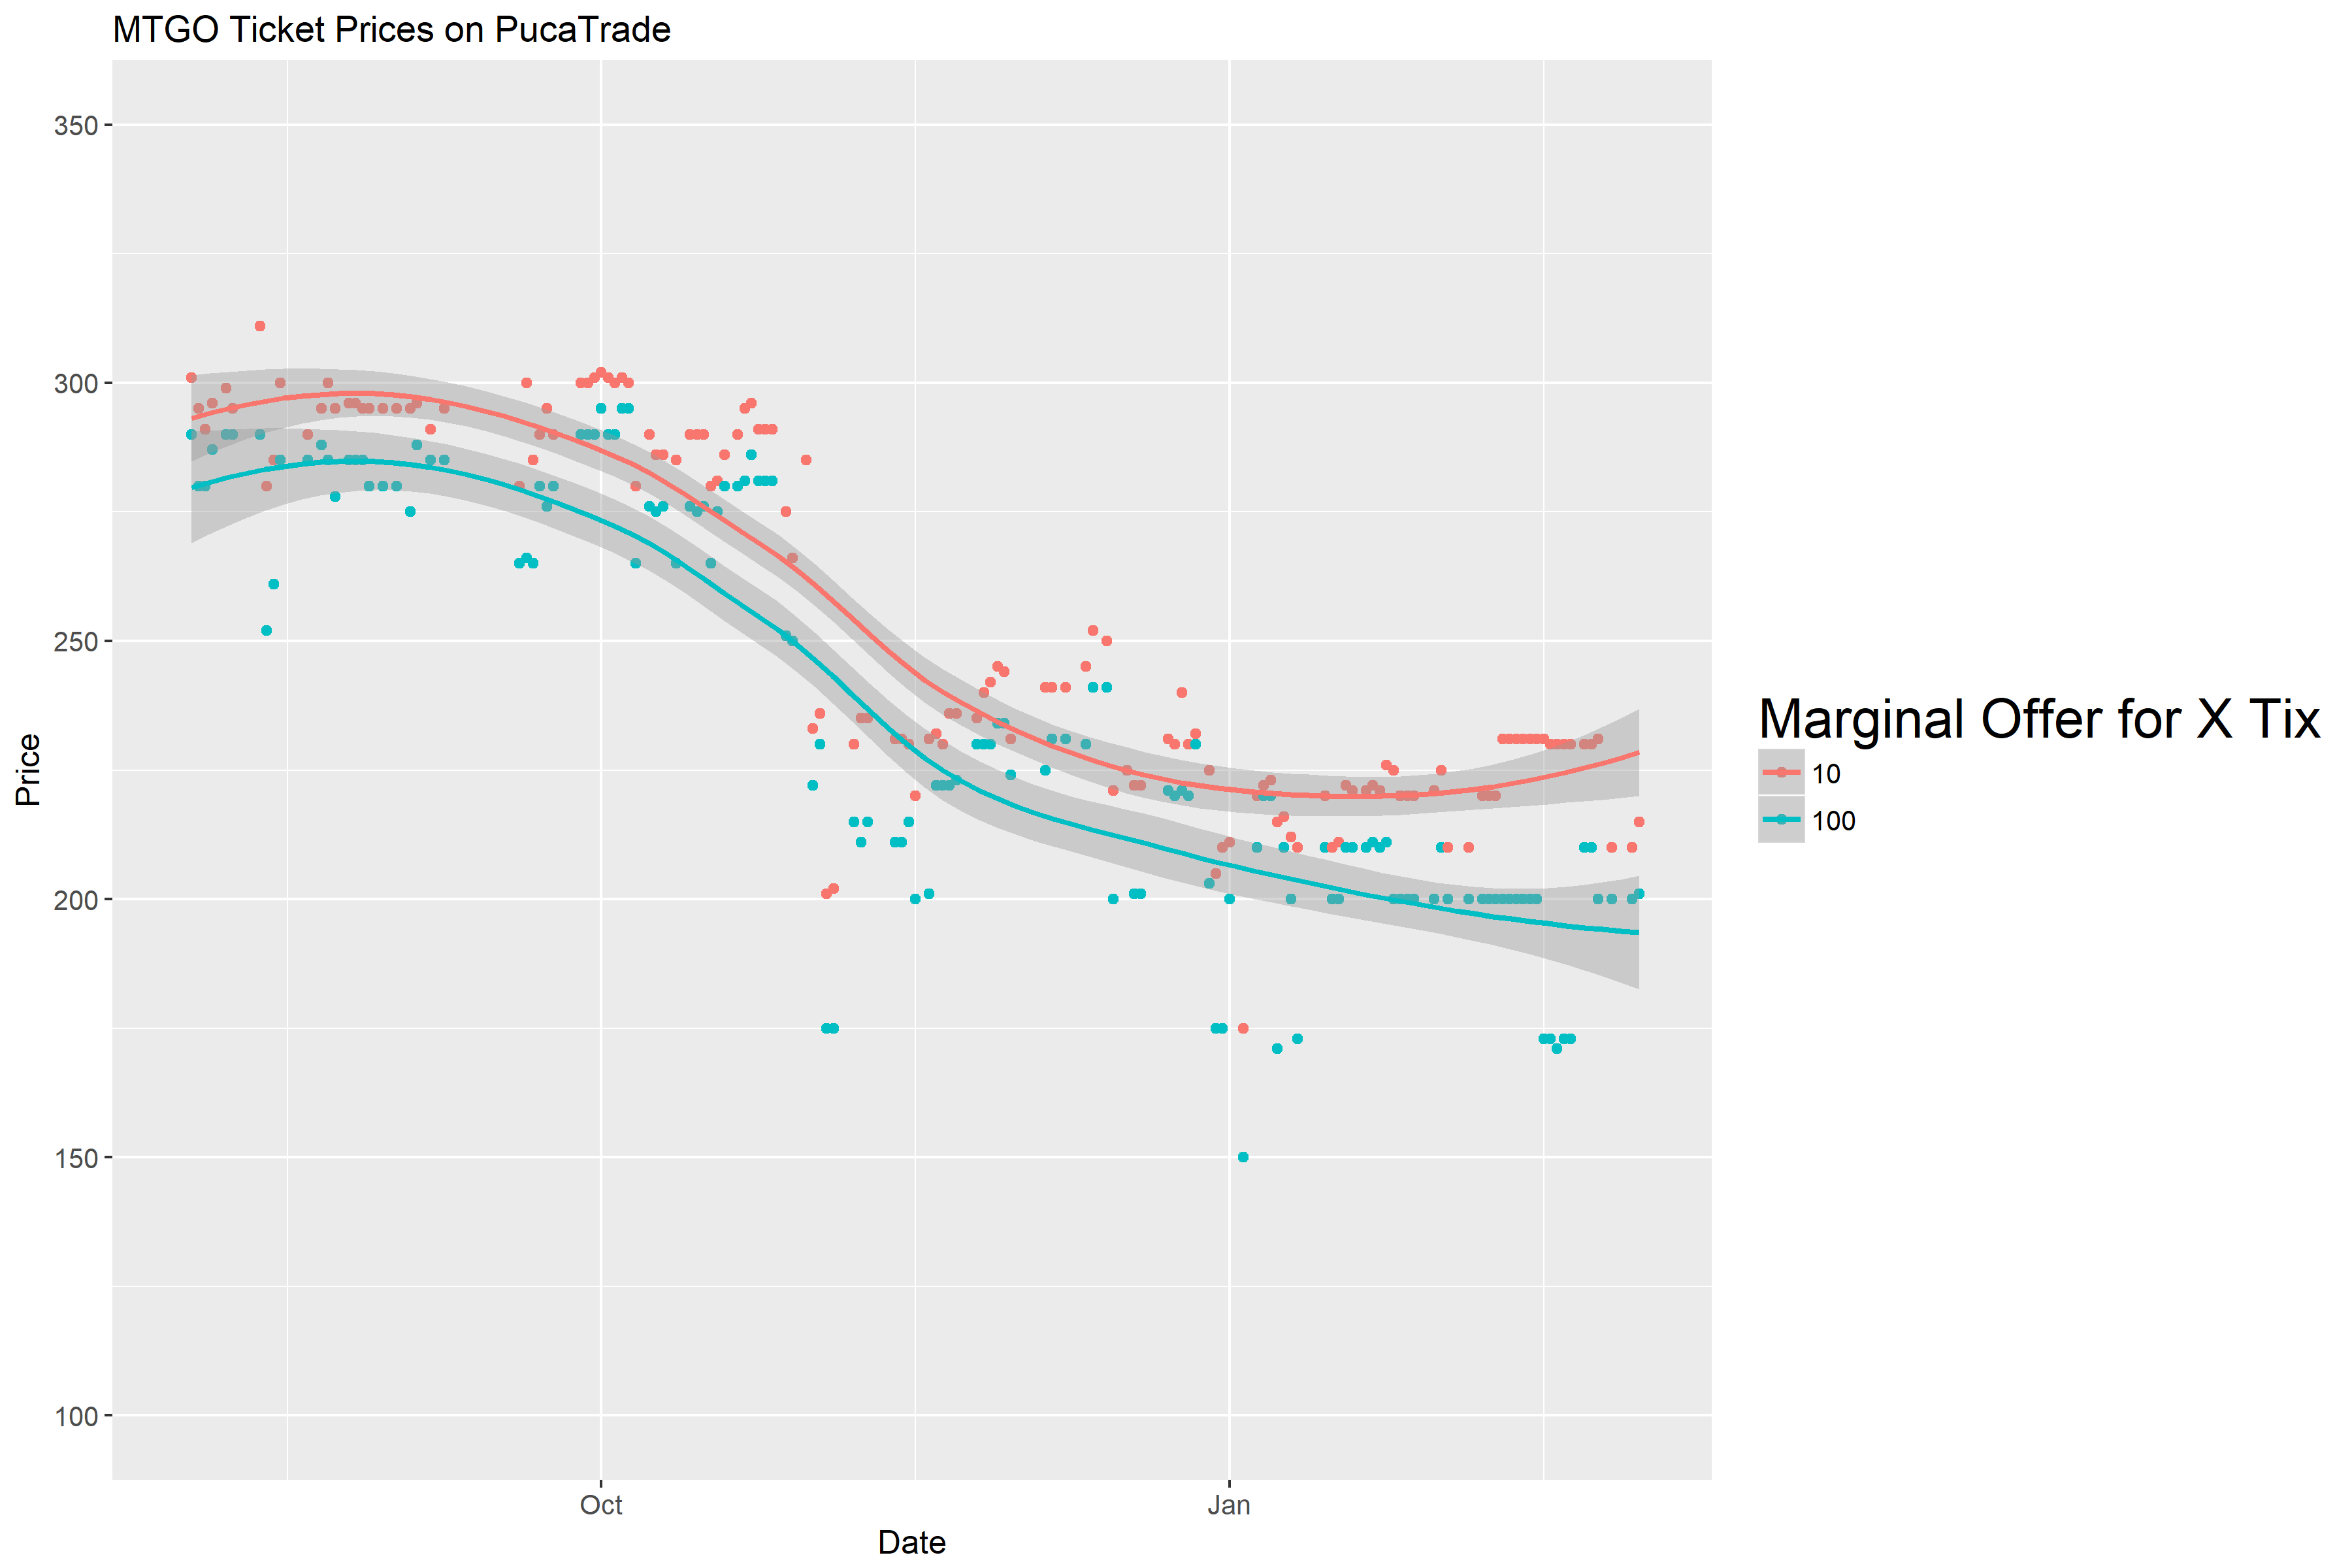 MTGO Ticket Prices on PucaTrade
Price
350
300
250
200
150
100
Oct
Jan
Date
Marginal Offer for X Tix
10
100